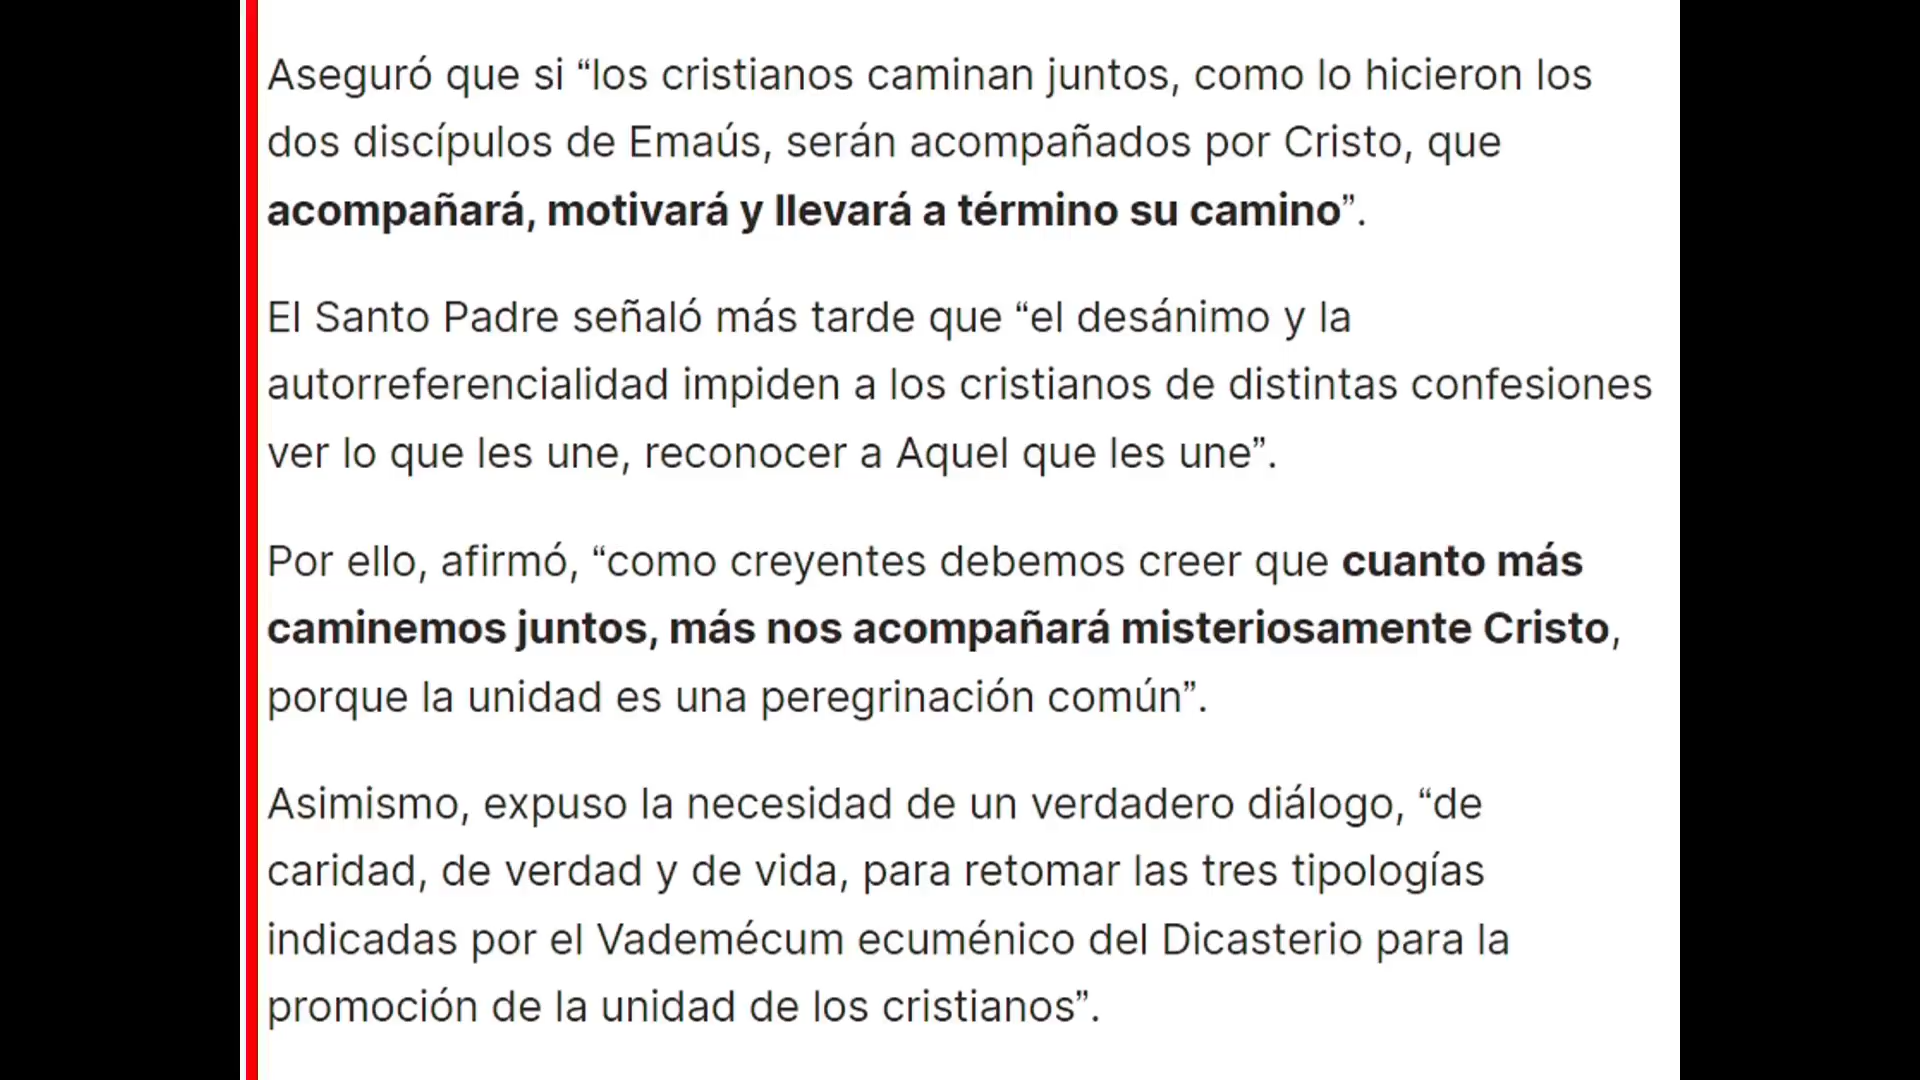 Aseguró que si “los cristianos caminan juntos, como lo hicieron los
dos discípulos de Emaús, serán acompañados por Cristo, que
acompañará, motivará y llevará a término su camino”.
El Santo Padre señaló más tarde que “el desánimo y la
autorreferencialidad impiden a los cristianos de distintas confesiones
ver lo que les une, reconocer a Aquel que les une”.
Por ello, afirmó, “como creyentes debemos creer que cuanto más
caminemos juntos, más nos acompañará misteriosamente Cristo,
porque la unidad es una peregrinación común”.
Asimismo, expuso la necesidad de un verdadero diálogo, “de
caridad, de verdad y de vida, para retomar las tres tipologías
indicadas por el Vademécum ecuménico del Dicasterio para la
promoción de la unidad de los cristianos”.